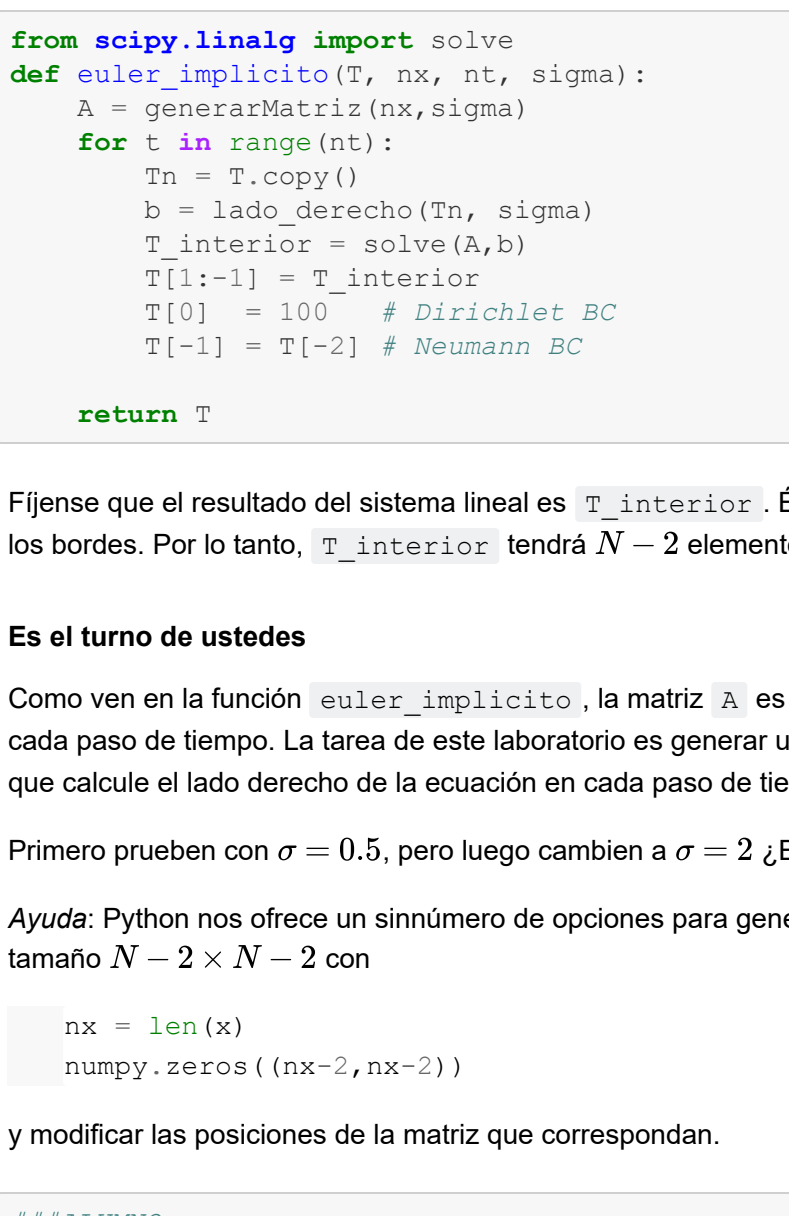 from scipy.linalg import solve
def euler_implicito(T, nx, nt, sigma):
    A = generarMatriz(nx,sigma)
    for t in range(nt):
        Tn = T.copy()
        b = lado_derecho(Tn, sigma)
        T_interior = solve(A,b)
        T[1:-1] = T_interior
        T[0]  = 100   # Dirichlet BC
        T[-1] = T[-2] # Neumann BC
    return T
Fíjense que el resultado del sistema lineal es T_interior .
los bordes. Por lo tanto, T_interior tendrá N − 2
Es el turno de ustedes
Como ven en la función euler_implicito , la matriz A es
cada paso de tiempo. La tarea de este laboratorio es generar
que calcule el lado derecho de la ecuación en cada paso de
Primero prueben con σ = 0.5, pero luego cambien a σ = 2
Ayuda: Python nos ofrece un sinnúmero de opciones para
tamaño N − 2 × N − 2 con
nx = len(x)
numpy.zeros((nx-2,nx-2))
y modificar las posiciones de la matriz que correspondan.